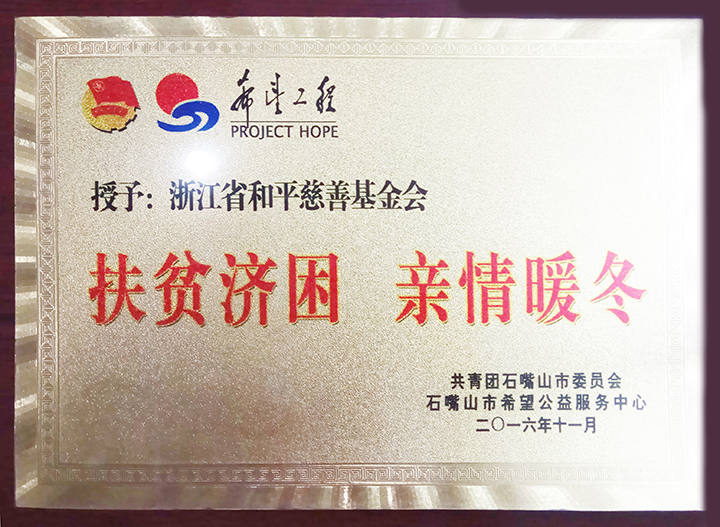 希望工程
PROJECT HOPE
授予：浙江省和平慈善基金会
扶贫济困 亲情暖冬
共青团石嘴山市委员会
石嘴山市希望公益服务中心
二〇一六年十一月